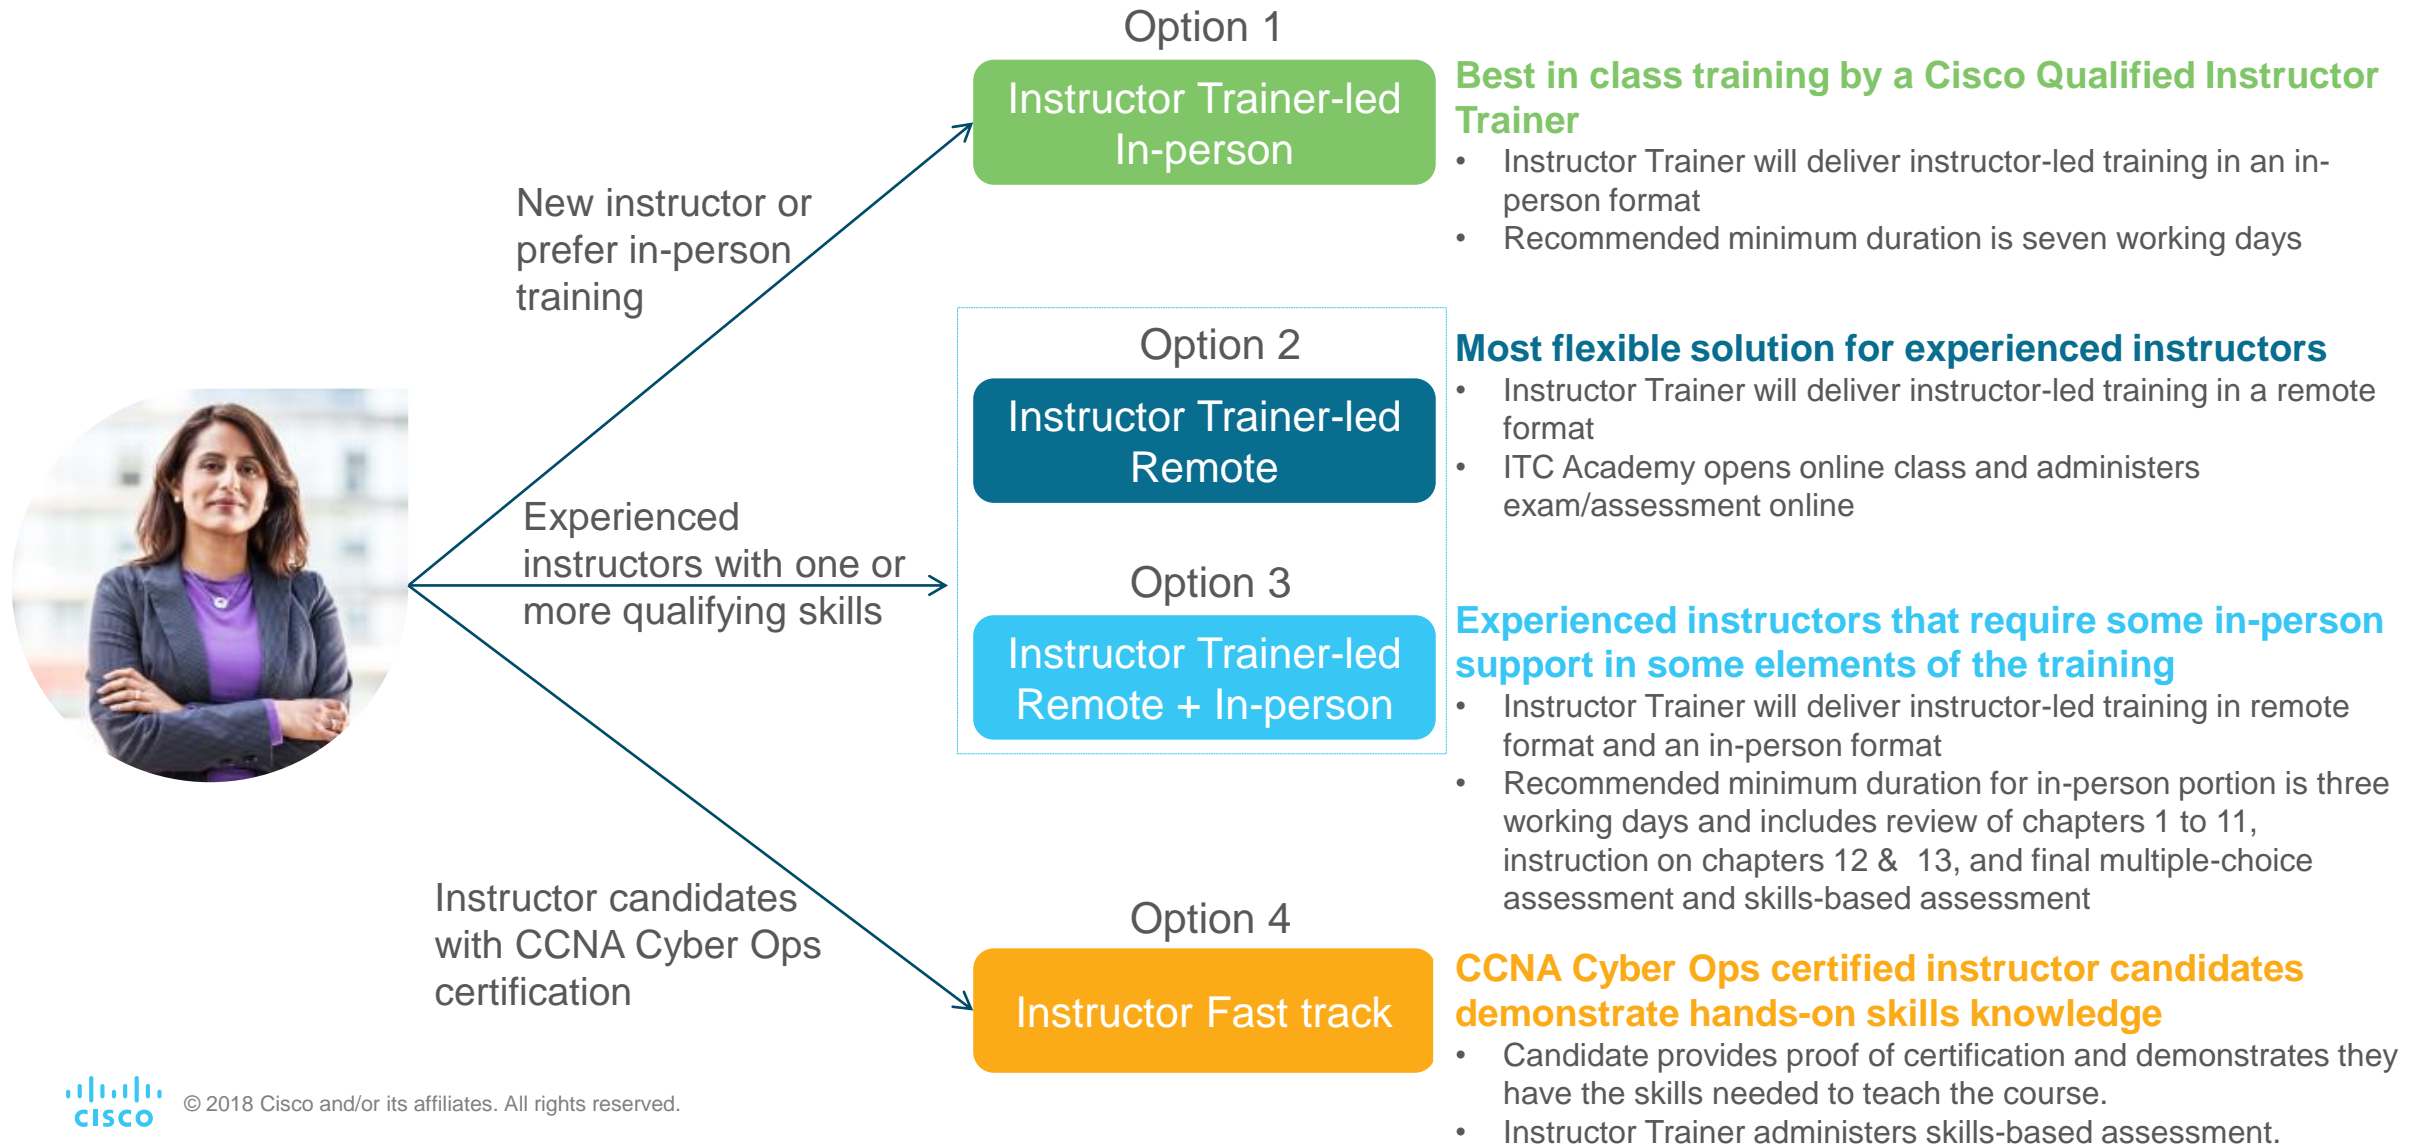 Option 1
Instructor Trainer-led
In-person
Best in class training by a Cisco Qualified Instructor
Trainer
• Instructor Trainer will deliver instructor-led training in an in-
person format
• Recommended minimum duration is seven working days
New instructor or
prefer in-person
training
Option 2
Instructor Trainer-led
Remote
Most flexible solution for experienced instructors
• Instructor Trainer will deliver instructor-led training in a remote
format
• ITC Academy opens online class and administers
exam/assessment online
Experienced
instructors with one or
more qualifying skills
Option 3
Instructor Trainer-led
Remote + In-person
Experienced instructors that require some in-person
support in some elements of the training
• Instructor Trainer will deliver instructor-led training in remote
format and an in-person format
• Recommended minimum duration for in-person portion is three
working days and includes review of chapters 1 to 11,
instruction on chapters 12 & 13, and final multiple-choice
assessment and skills-based assessment
Instructor candidates
with CCNA Cyber Ops
certification
Option 4
Instructor Fast track
CCNA Cyber Ops certified instructor candidates
demonstrate hands-on skills knowledge
• Candidate provides proof of certification and demonstrates they
have the skills needed to teach the course.
• Instructor Trainer administers skills-based assessment.
CISCO
© 2018 Cisco and/or its affiliates. All rights reserved.